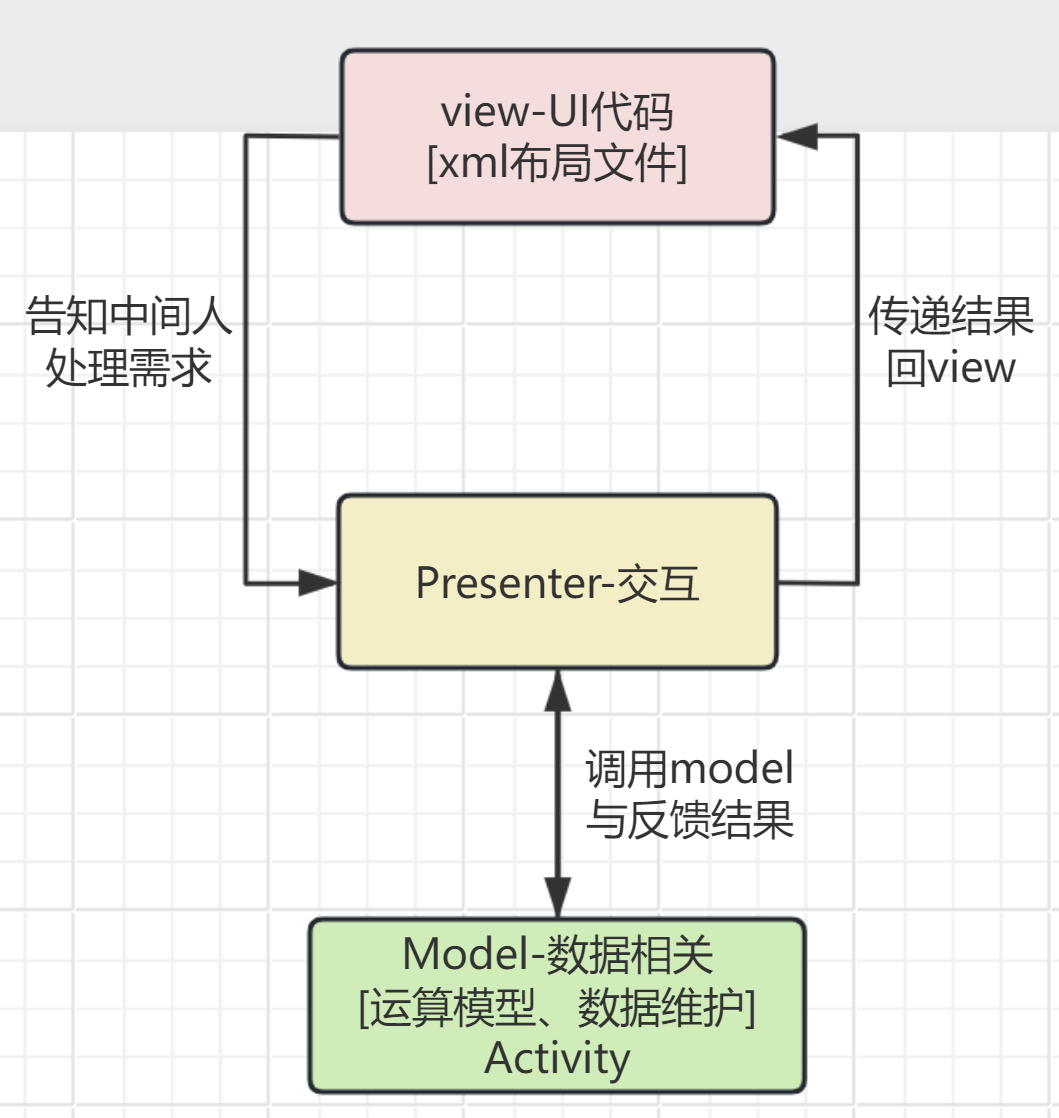 view-UI代码
[xml布局文件]
告知中间人
处理需求
传递结果
回view
Presenter-交互
调用model
与反馈结果
Model-数据相关
[运算模型、数据维护]
Activity